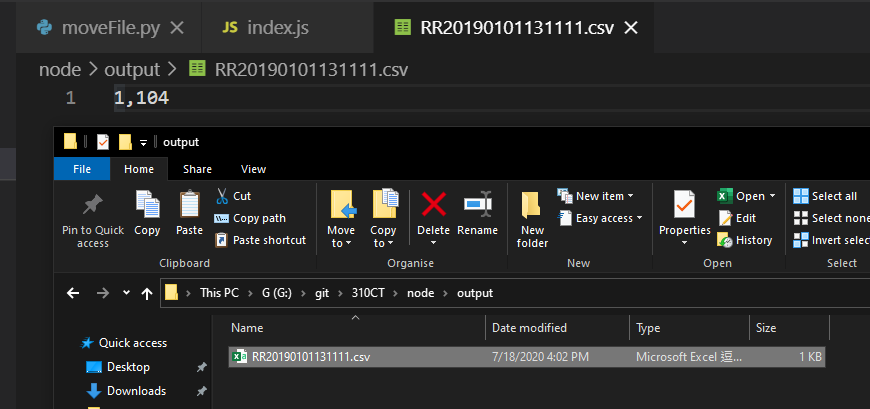 moveFile.py
JS index.js
RR20190101131111.csv
node > output > RR20190101131111.csv
1 1,104
output
File Home Share View
Pin to Quick access
Copy
Paste
Cut
Copy path
Paste shortcut
Clipboard
Move to
Copy to
Delete
Rename
Organise
New folder
New item
Easy access
New
Properties
Open
Edit
History
Open
Select all
Select none
Invert selec
Select
This PC > G (G:) > git > 310CT > node > output
Quick access
Desktop
Downloads
Name Date modified Type Size
RR20190101131111.csv 7/18/2020 4:02 PM Microsoft Excel 逗... 1 KB